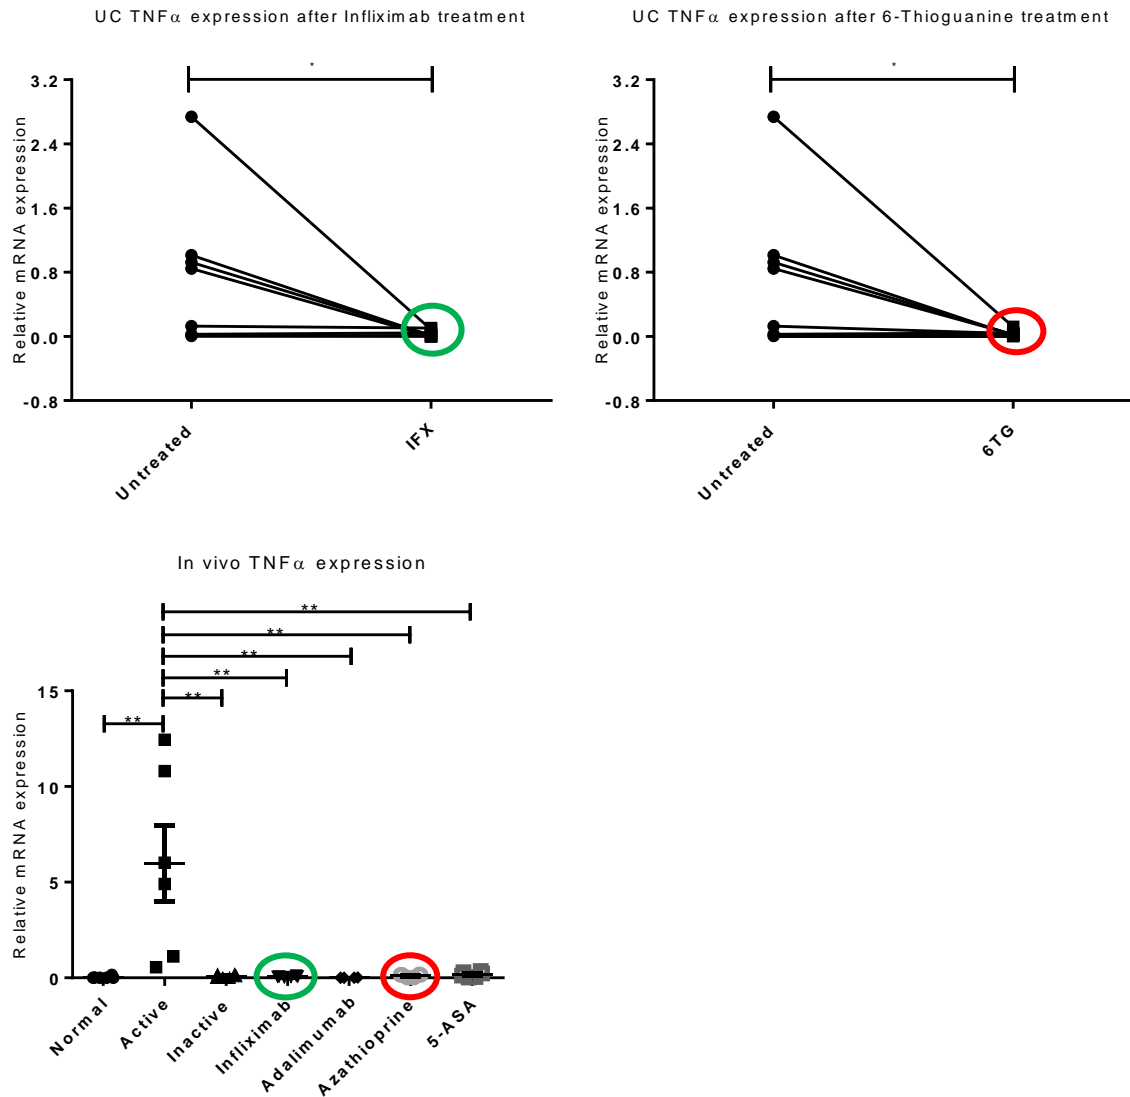 UC TNFα expression after Infliximab treatment
*
Relative mRNA expression
3.2
2.4
1.6
0.8
0.0
-0.8
Untreated
IFX
UC TNFα expression after 6-Thioguanine treatment
*
Relative mRNA expression
3.2
2.4
1.6
0.8
0.0
-0.8
Untreated
6TG
In vivo TNFα expression
**
**
**
**
**
**
Relative mRNA expression
15
10
5
0
Normal
Active
Inactive
Infliximab
Adalimumab
Azathioprine
5-ASA